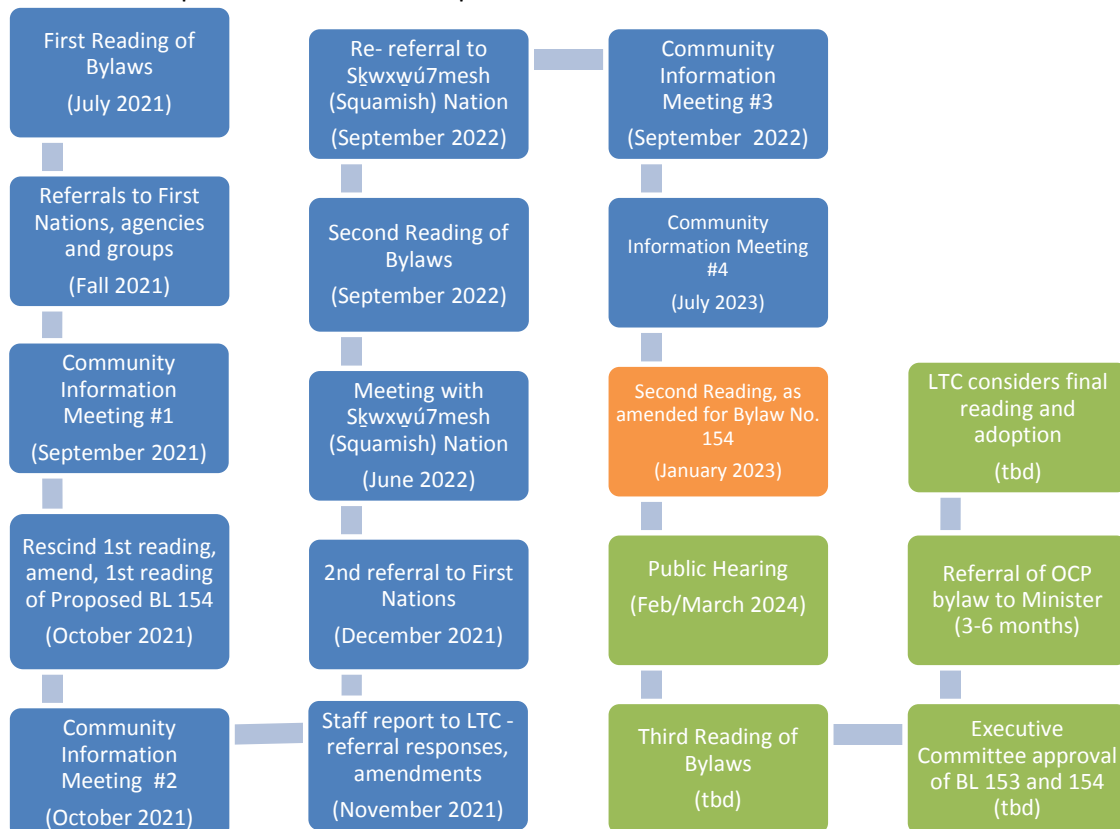 First Reading of
Bylaws
(July 2021)
Referrals to First
Nations, agencies
and groups
(Fall 2021)
Community
Information
Meeting #1
(September 2021)
Rescind 1st reading,
amend, 1st reading
of Proposed BL 154
(October 2021)
Community
Information
Meeting #2
(October 2021)
Staff report to LTC -
referral responses,
amendments
(November 2021)
2nd referral to First
Nations
(December 2021)
Meeting with
Sḵwxw̱ú7mesh
(Squamish) Nation
(June 2022)
Second Reading of
Bylaws
(September 2022)
Re- referral to
Sḵwxw̱ú7mesh
(Squamish) Nation
(September 2022)
Community
Information
Meeting #3
(September 2022)
Community
Information Meeting
#4
(July 2023)
Second Reading, as
amended for Bylaw No.
154
(January 2023)
Public Hearing
(Feb/March 2024)
Third Reading of
Bylaws
(tbd)
Executive
Committee approval
of BL 153 and 154
(tbd)
Referral of OCP
bylaw to Minister
(3-6 months)
LTC considers final
reading and
adoption
(tbd)